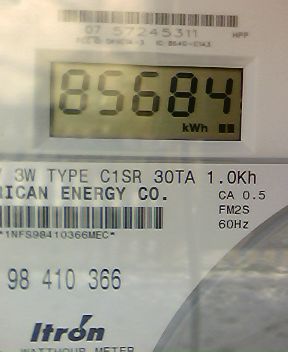 07 57245311 HPP
85684
kWh
3W TYPE C1SR 30TA 1.0Kh
RICAN ENERGY CO. CA 0.5
FM2S
*1NFS98410366MEC* 60Hz
98 410 366
Itron
WATTHOUR METER